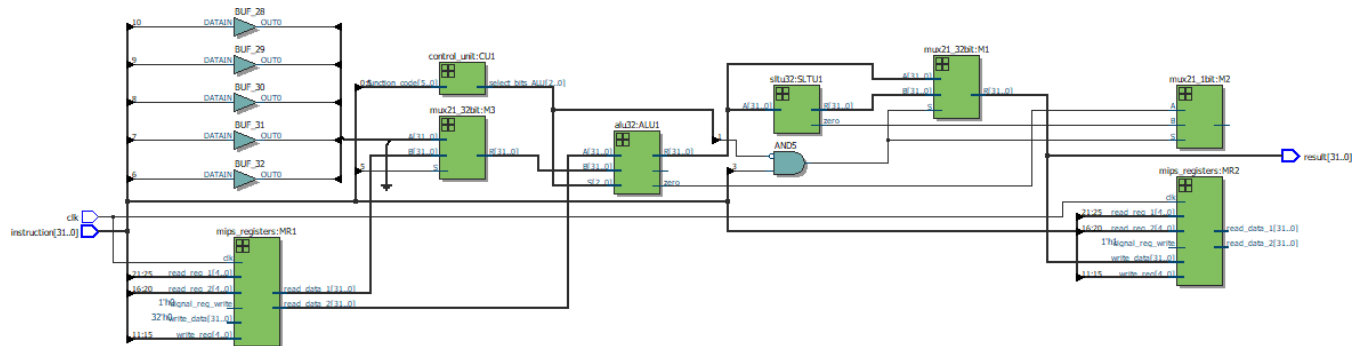 BUF_28
10 DATAIN OUT0
BUF_29
9 DATAIN OUT0
BUF_30
8 DATAIN OUT0
BUF_31
7 DATAIN OUT0
BUF_32
6 DATAIN OUT0
control_unit:CU1
function_code[5..0] select_bits_ALU[2..0]
mux21_32bit:M3
A[31..0]
B[31..0] R[31..0]
5 S
alu32:ALU1
A[31..0] R[31..0]
B[31..0]
S[2..0] zero
1
AND5
3
sltu32:SLTU1
A[31..0] R[31..0]
zero
mux21_32bit:M1
A[31..0]
B[31..0] R[31..0]
S
mux21_1bit:M2
A
B
S
result[31..0]
clk
instruction[31..0]
mips_registers:MR1
clk
21:25 read_reg_1[4..0]
16:20 read_reg_2[4..0] read_data_1[31..0]
1'h0 signal_reg_write read_data_2[31..0]
32'h0 write_data[31..0]
11:15 write_reg[4..0]
mips_registers:MR2
clk
21:25 read_reg_1[4..0]
16:20 read_reg_2[4..0] read_data_1[31..0]
1'h1 signal_reg_write read_data_2[31..0]
write_data[31..0]
11:15 write_reg[4..0]